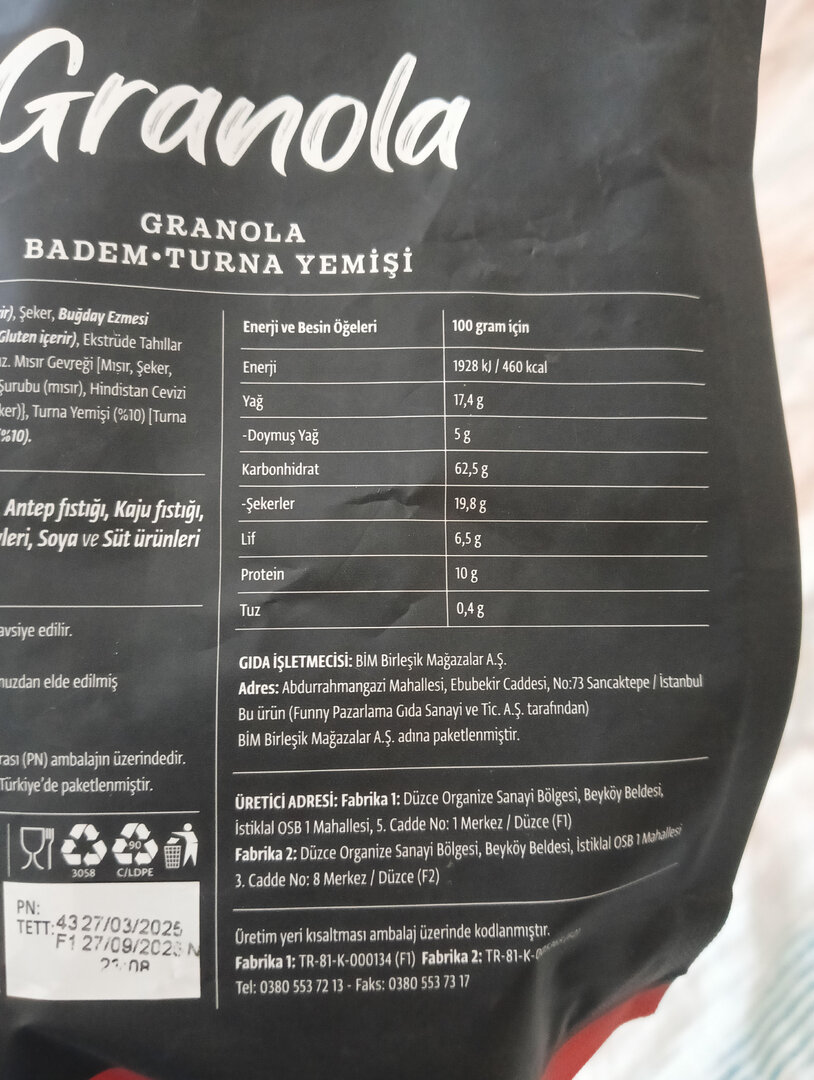 Granola
GRANOLA
BADEM•TURNA YEMİŞİ
Şeker, Buğday Ezmesi
Gluten içerir), Ekstrüde Tahıllar
Mısır Gevreği [Mısır, Şeker,
Şurubu (mısır), Hindistan Cevizi
Turna Yemişi (%10) [Turna
%10).
Antep fıstığı, Kaju fıstığı,
Soya ve Süt ürünleri
edilir.
elde edilmiş
(PN) ambalajın üzerindedir.
Türkiye'de paketlenmiştir.
3058
90
C/LDPE
PN:
TETT: 43 27/03/2025
F1 27/09/202
Enerji ve Besin Öğeleri 100 gram için
Enerji 1928 kJ / 460 kcal
Yağ 17,4 g
-Doymuş Yağ 5 g
Karbonhidrat 62,5 g
-Şekerler 19,8 g
Lif 6,5 g
Protein 10 g
Tuz 0,4 g
GIDA İŞLETMECİSİ: BİM Birleşik Mağazalar A.Ş.
Adres: Abdurrahmangazi Mahallesi, Ebubekir Caddesi, No:73 Sancaktepe / İstanbul
Bu ürün (Funny Pazarlama Gıda Sanayi ve Tic. A.Ş. tarafından)
BİM Birleşik Mağazalar A.Ş. adına paketlenmiştir.
ÜRETİCİ ADRESİ: Fabrika 1: Düzce Organize Sanayi Bölgesi, Beyköy Beldesi,
İstiklal OSB 1 Mahallesi, 5. Cadde No: 1 Merkez / Düzce (F1)
Fabrika 2: Düzce Organize Sanayi Bölgesi, Beyköy Beldesi, İstiklal OSB 1 Mahallesi
3. Cadde No: 8 Merkez / Düzce (F2)
Üretim yeri kısaltması ambalaj üzerinde kodlanmıştır.
Fabrika 1: TR-81-K-000134 (F1) Fabrika 2: TR-81-K-
Tel: 0380 553 72 13 - Faks: 0380 553 73 17